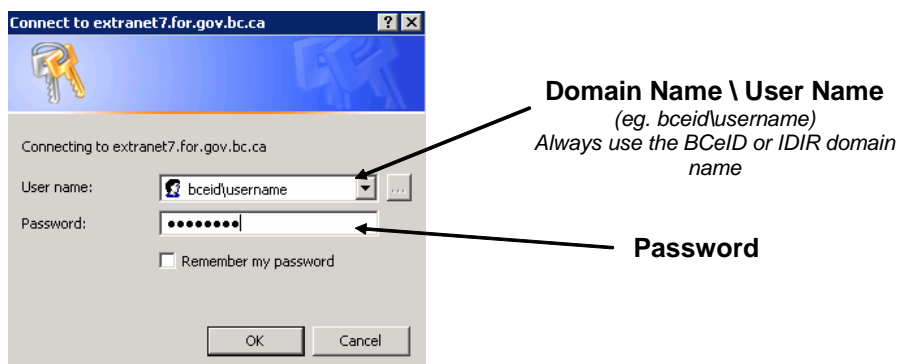 Connect to extranet7.for.gov.bc.ca
Connecting to extranet7.for.gov.bc.ca
User name:
bceid\username
...
Password:
●●●●●●●●
Remember my password
OK
Cancel
Domain Name \ User Name
(eg. bceid\username)
Always use the BCeID or IDIR domain
name
Password